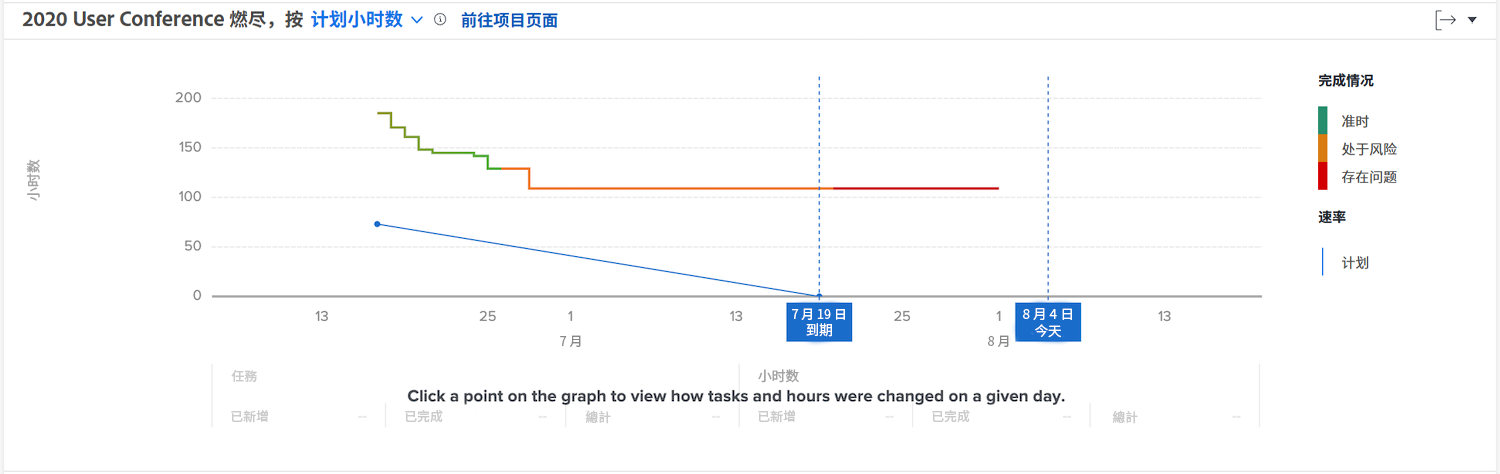 2020 User Conference 燃尽，按 计划小时数 前往项目页面
完成情况
准时
处于风险
存在问题
速率
计划
小时数
200
150
100
50
0
13 25 1 13 25 1 13
7 月 8 月
7 月 19 日
到期
8 月 4 日
今天
任務 小时数
Click a point on the graph to view how tasks and hours were changed on a given day.
已新增 -- 已完成 -- 總計 -- 已新增 -- 已完成 -- 總計 --